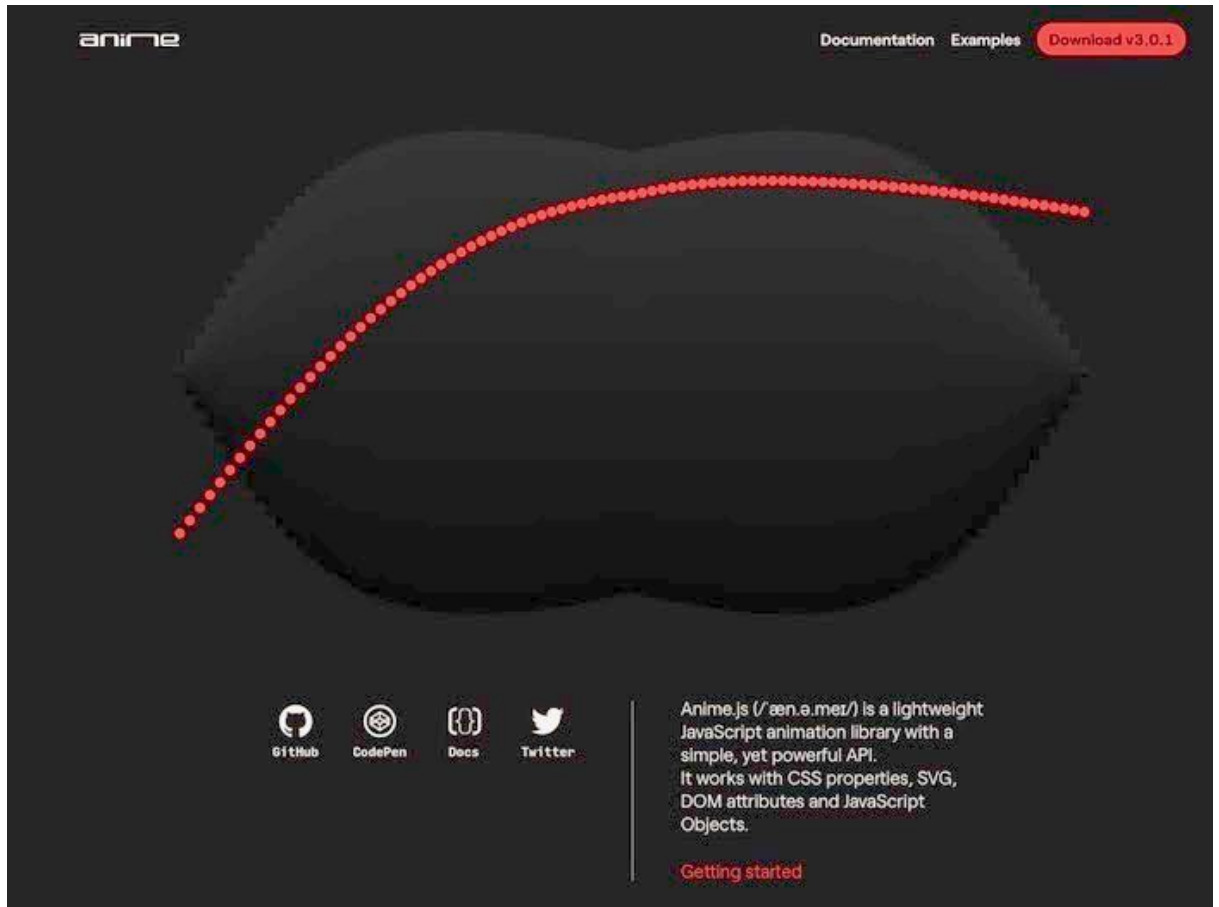 anime
Documentation Examples Download v3.0.1
GitHub CodePen Docs Twitter
Anime.js (/ˈæn.ə.meɪ/) is a lightweight
JavaScript animation library with a
simple, yet powerful API.
It works with CSS properties, SVG,
DOM attributes and JavaScript
Objects.
Getting started